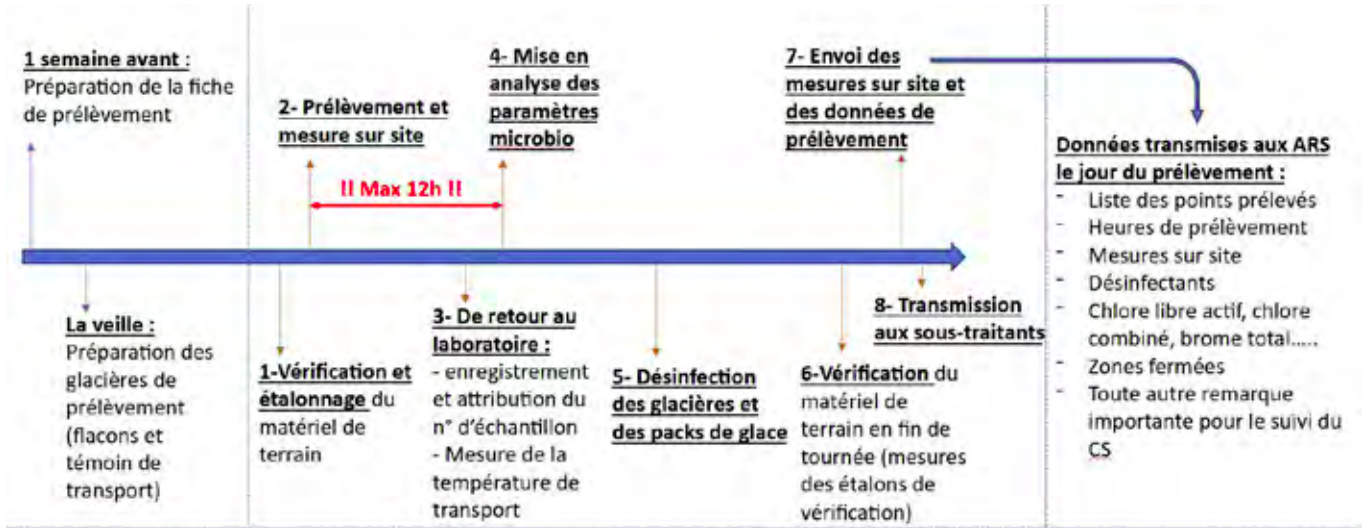 1 semaine avant :
Préparation de la fiche
de prélèvement
La veille :
Préparation des
glacières de
prélèvement
(flacons et
témoin de
transport)
1-Vérification et
étalonnage du
matériel de
terrain
2- Prélèvement et
mesure sur site
!! Max 12h !!
3- De retour au
laboratoire :
- enregistrement
et attribution du
n° d'échantillon
- Mesure de la
température de
transport
4- Mise en
analyse des
paramètres
microbio
5- Désinfection
des glacières et
des packs de glace
6-Vérification du
matériel de
terrain en fin de
tournée (mesures
des étalons de
vérification)
7- Envoi des
mesures sur site et
des données de
prélèvement
8- Transmission
aux sous-traitants
Données transmises aux ARS
le jour du prélèvement :
- Liste des points prélevés
- Heures de prélèvement
- Mesures sur site
- Désinfectants
- Chlore libre actif, chlore
combiné, brome total.....
- Zones fermées
- Toute autre remarque
importante pour le suivi du
CS